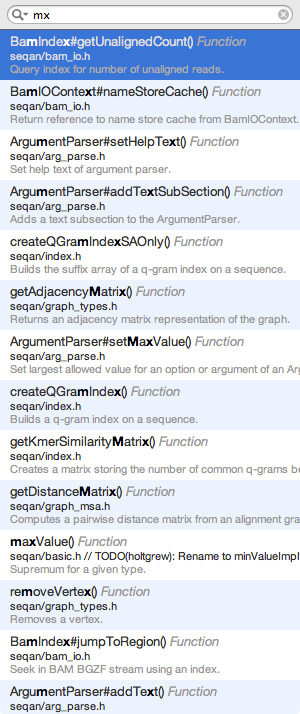 mx
BamIndex#getUnalignedCount() Function
seqan/bam_io.h
Query index for number of unaligned reads.
BamIOContext#nameStoreCache() Function
seqan/bam_io.h
Return reference to name store cache from BamIOContext.
ArgumentParser#setHelpText() Function
seqan/arg_parse.h
Set help text of argument parser.
ArgumentParser#addTextSubSection() Function
seqan/arg_parse.h
Adds a text subsection to the ArgumentParser.
createQGramIndexSAOnly() Function
seqan/index.h
Builds the suffix array of a q-gram index on a sequence.
getAdjacencyMatrix() Function
seqan/graph_types.h
Returns an adjacency matrix representation of the graph.
ArgumentParser#setMaxValue() Function
seqan/arg_parse.h
Set largest allowed value for an option or argument of an Arg
createQGramIndex() Function
seqan/index.h
Builds a q-gram index on a sequence.
getKmerSimilarityMatrix() Function
seqan/index.h
Creates a matrix storing the number of common q-grams be
getDistanceMatrix() Function
seqan/graph_msa.h
Computes a pairwise distance matrix from an alignment gra
maxValue() Function
seqan/basic.h // TODO(holtgrew): Rename to minValueImpl
Supremum for a given type.
removeVertex() Function
seqan/graph_types.h
Removes a vertex.
BamIndex#jumpToRegion() Function
seqan/bam_io.h
Seek in BAM BGZF stream using an index.
ArgumentParser#addText() Function
seqan/arg_parse.h